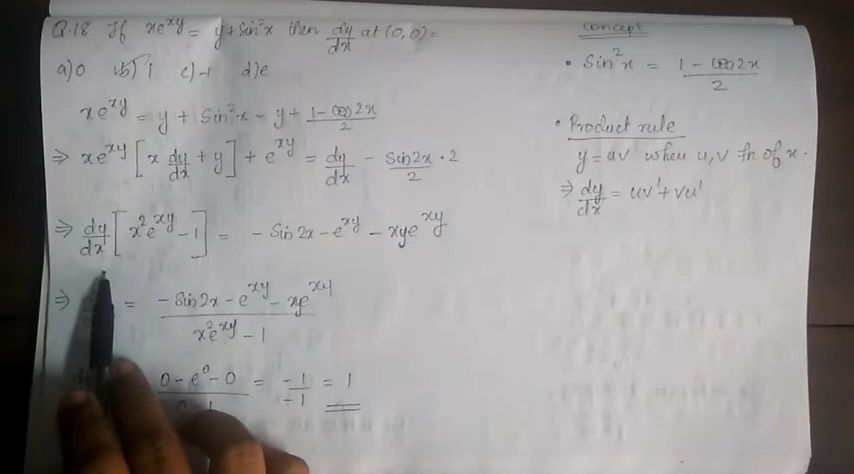 Q.18 If xe^xy = y + Sin²x then dy/dx at (0,0) =
a) 0 b) 1 c) -1 d) e
xe^xy = y + Sin²x = y + (1 - cos2x)/2
⇒ xe^xy [x dy/dx + y] + e^xy = dy/dx - Sin2x/2 · 2
⇒ dy/dx [x²e^xy - 1] = - Sin2x - e^xy - xye^xy
⇒ = (- Sin2x - e^xy - xye^xy)/(x²e^xy - 1)
(0 - e⁰ - 0)/(0 - 1) = -1/-1 = 1
Concept
• Sin²x = (1 - cos2x)/2
• Product rule
y = uv when u, v fn of x.
⇒ dy/dx = uv' + vu'